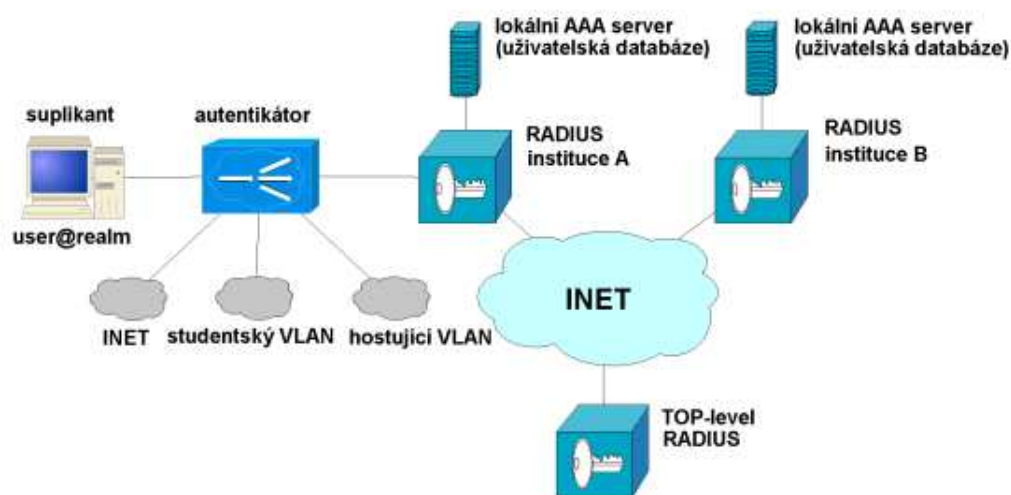 lokální AAA server
(uživatelská databáze)
lokální AAA server
(uživatelská databáze)
suplikant
autentikátor
RADIUS
instituce A
RADIUS
instituce B
user@realm
INET
INET
studentský VLAN
hostující VLAN
TOP-level
RADIUS